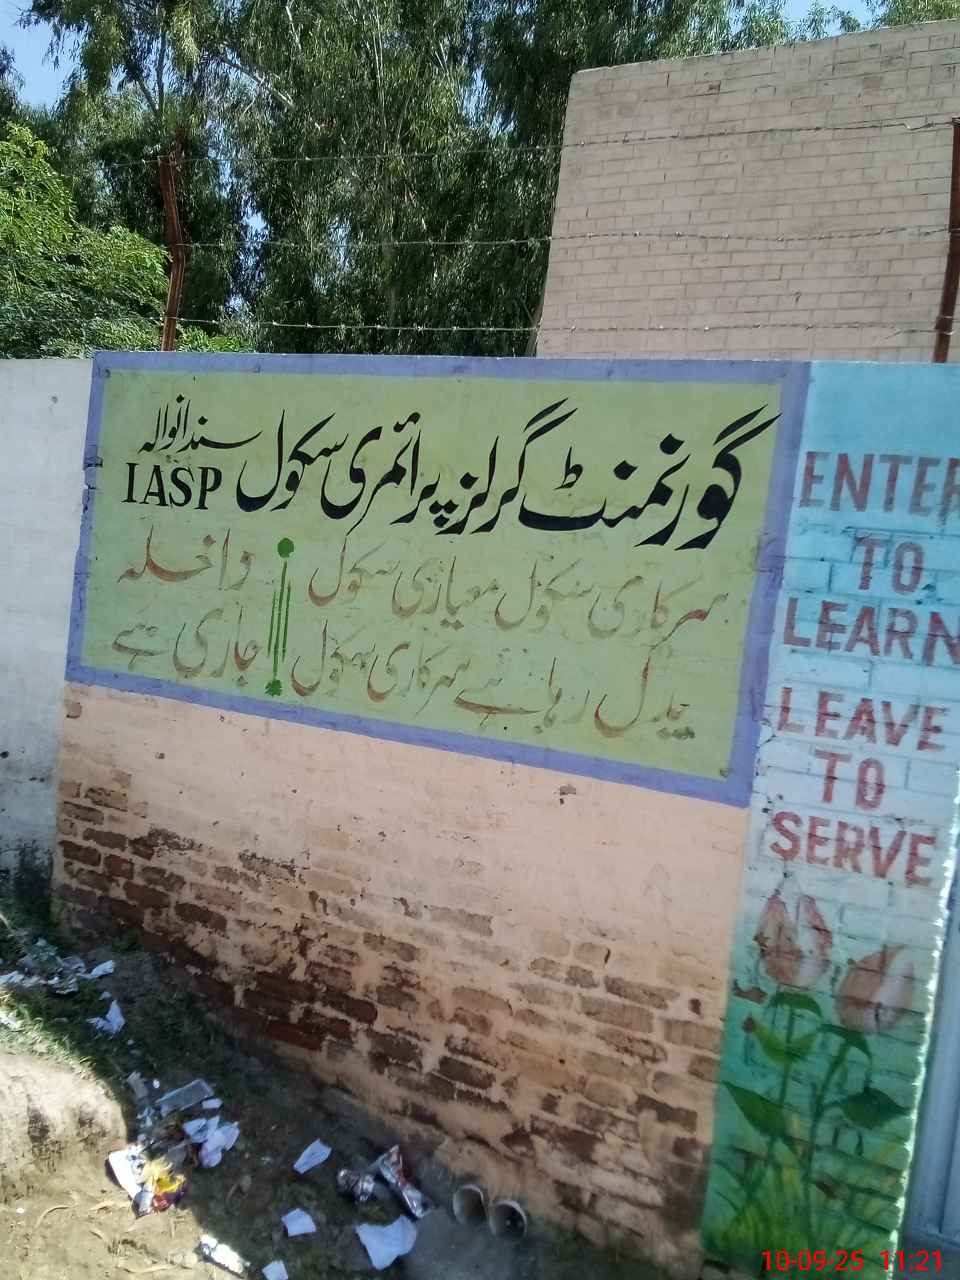 گورنمنٹ گرلز پرائمری سکول سندانوالہ
IASP
سرکاری سکول معیاری سکول
بدل رہا ہے سرکاری سکول
داخلہ
جاری ہے
ENTER
TO
LEARN
LEAVE
TO
SERVE
10-09-25 11:21